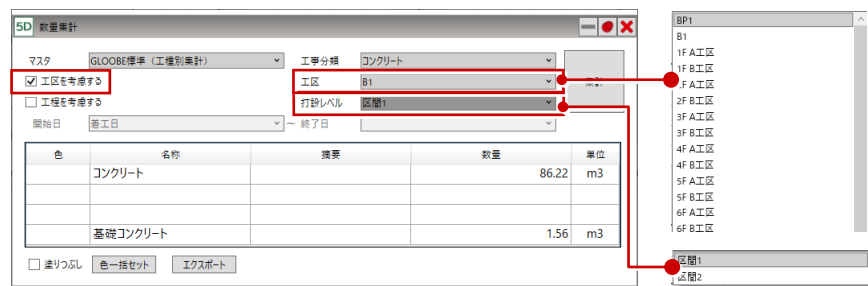 5D 数量集計
マスタ GLOOBE標準（工種別集計） 工事分類 コンクリート
工区を考慮する 工区 B1
工程を考慮する 打設レベル 区間1
開始日 着工日 ～ 終了日
色 名称 摘要 数量 単位
コンクリート 86.22 m3
基礎コンクリート 1.56 m3
塗りつぶし 色一括セット エクスポート
BP1
B1
1F A工区
1F B工区
F A工区
2F B工区
3F A工区
3F B工区
4F A工区
4F B工区
5F A工区
5F B工区
6F A工区
6F B工区
区間1
区間2